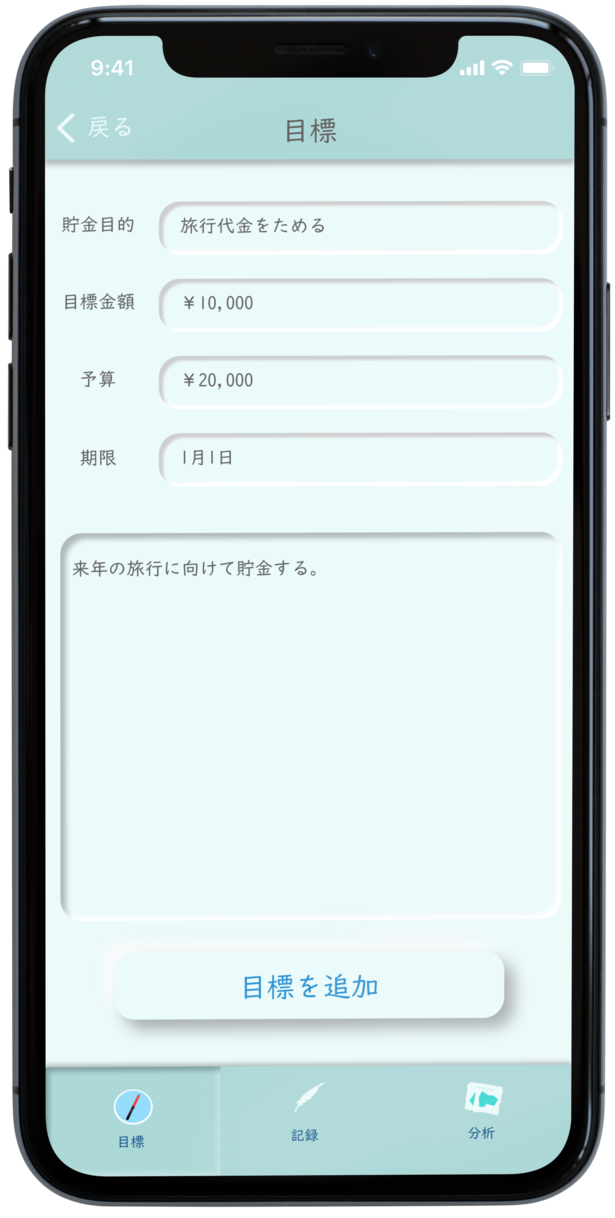 9:41
戻る
目標
貯金目的 旅行代金をためる
目標金額 ￥10,000
予算 ￥20,000
期限 1月1日
来年の旅行に向けて貯金する。
目標を追加
目標 記録 分析